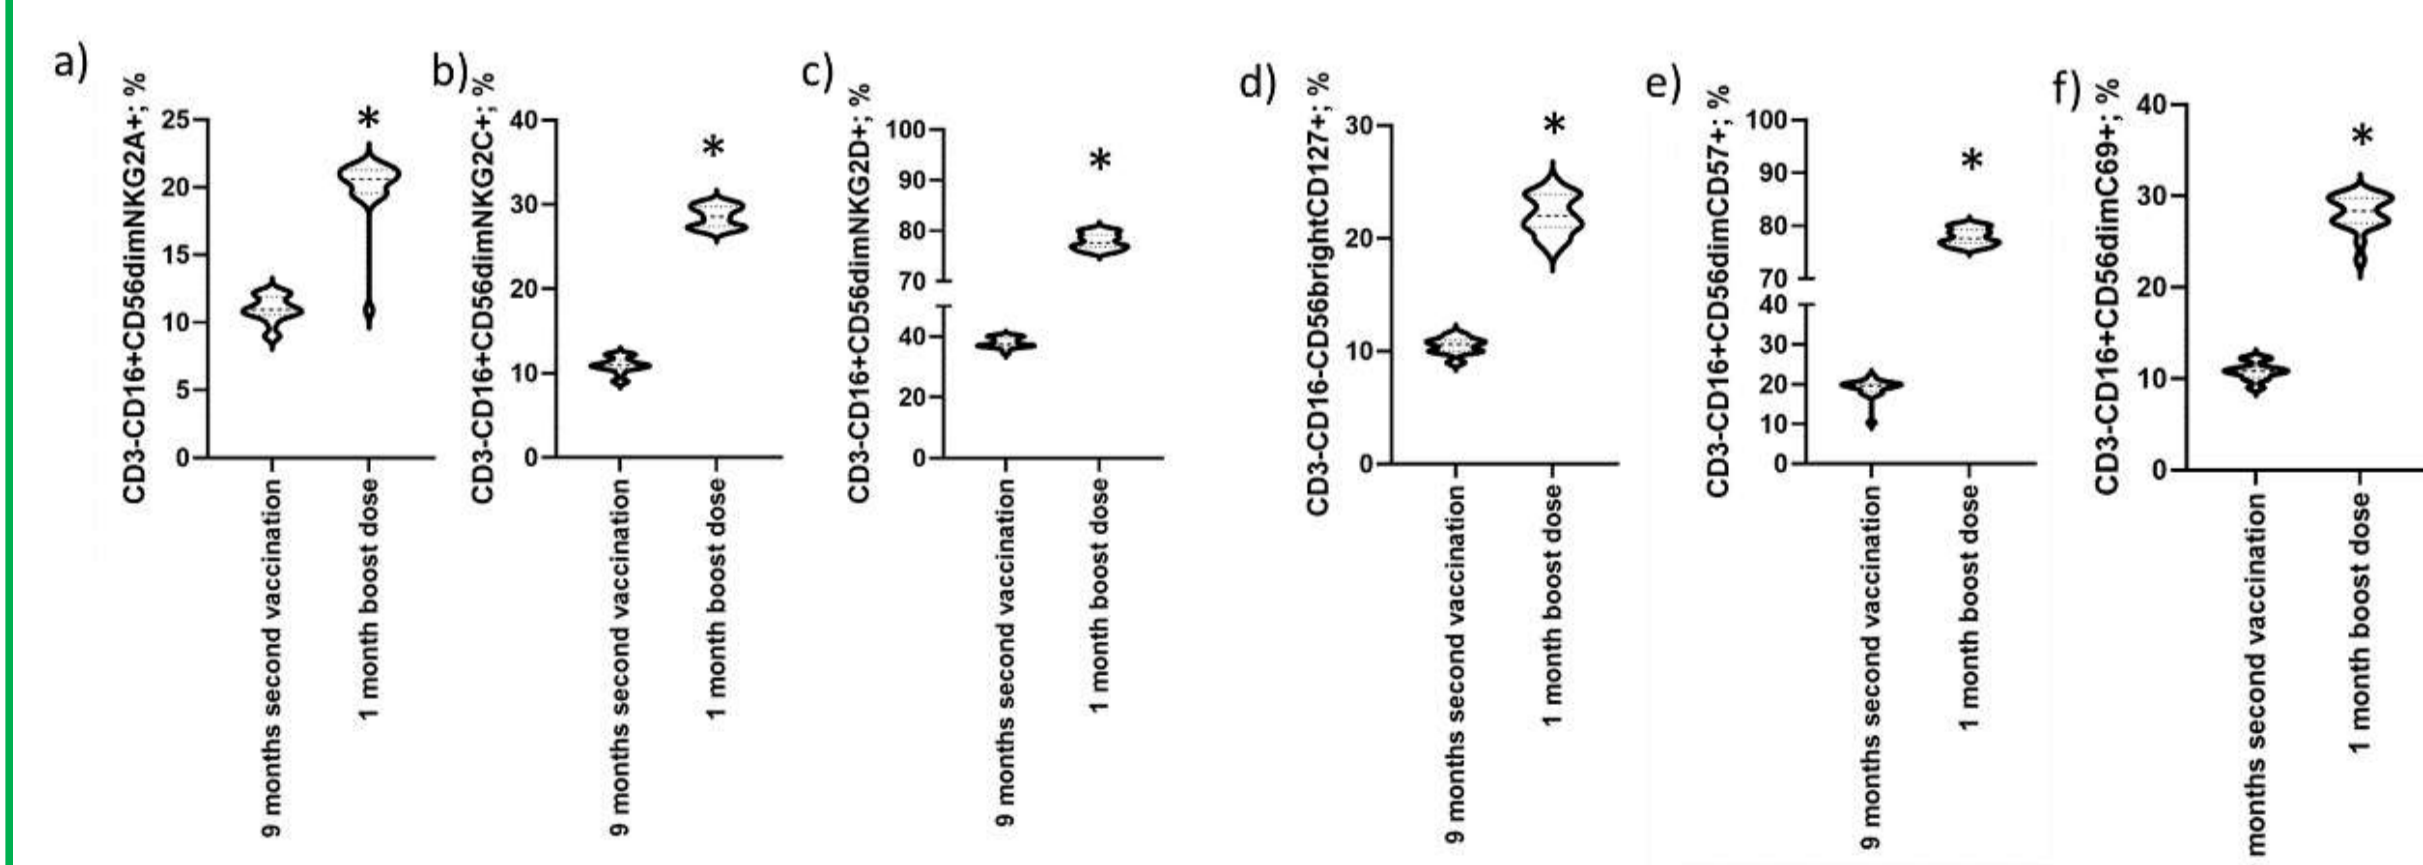 a)
CD3-CD16+CD56dimNKG2A+; %
25
20
15
10
5
0
*
9 months second vaccination
1 month boost dose
b)
CD3-CD16+CD56dimNKG2C+; %
40
30
20
10
0
*
9 months second vaccination
1 month boost dose
c)
CD3-CD16+CD56dimNKG2D+; %
100
90
80
70
40
20
0
*
9 months second vaccination
1 month boost dose
d)
CD3-CD16-CD56brightCD127+; %
30
20
10
0
*
9 months second vaccination
1 month boost dose
e)
CD3-CD16+CD56dimCD57+; %
100
90
80
70
40
30
20
10
0
*
9 months second vaccination
1 month boost dose
f)
CD3-CD16+CD56dimC69+; %
40
30
20
10
0
*
months second vaccination
1 month boost dose